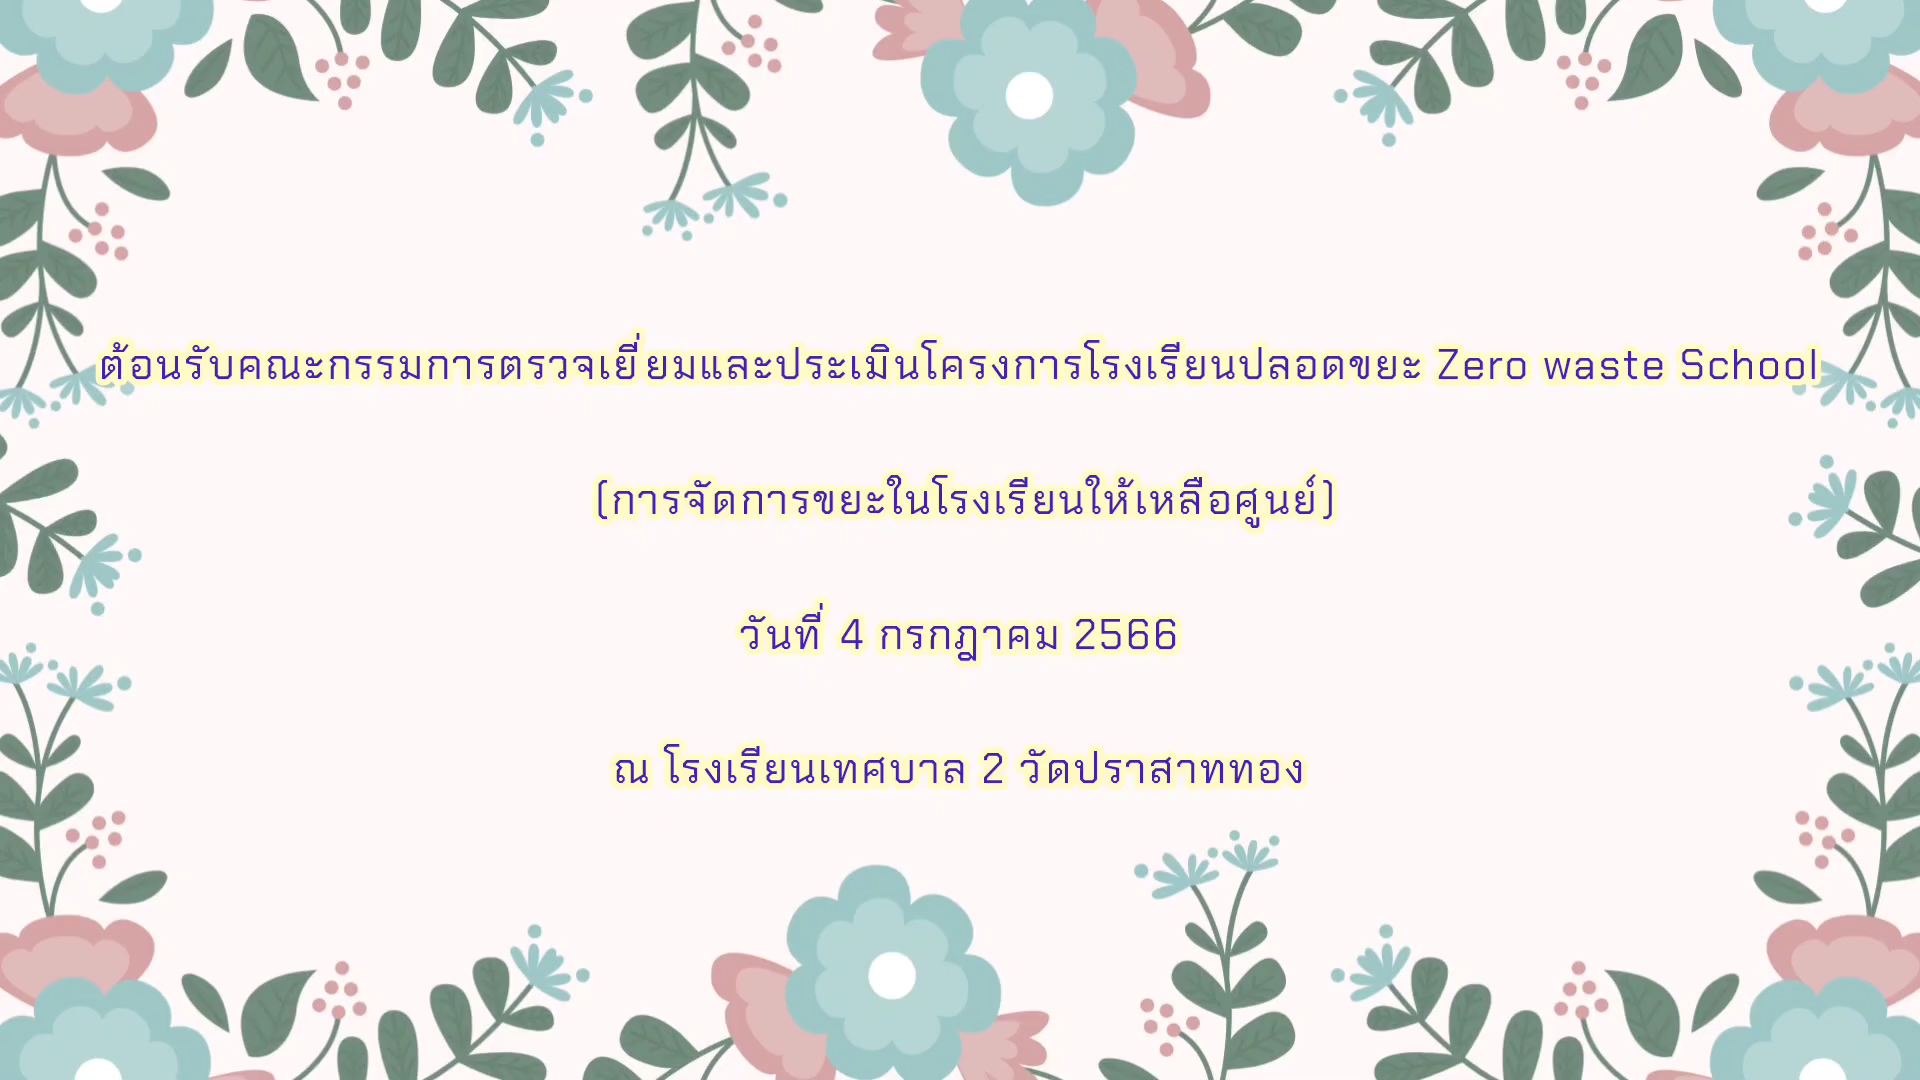 ต้อนรับคณะกรรมการตรวจเยี่ยมและประเมินโครงการโรงเรียนปลอดขยะ Zero waste School
(การจัดการขยะในโรงเรียนให้เหลือศูนย์)
วันที่ 4 กรกฎาคม 2566
ณ โรงเรียนเทศบาล 2 วัดปราสาททอง